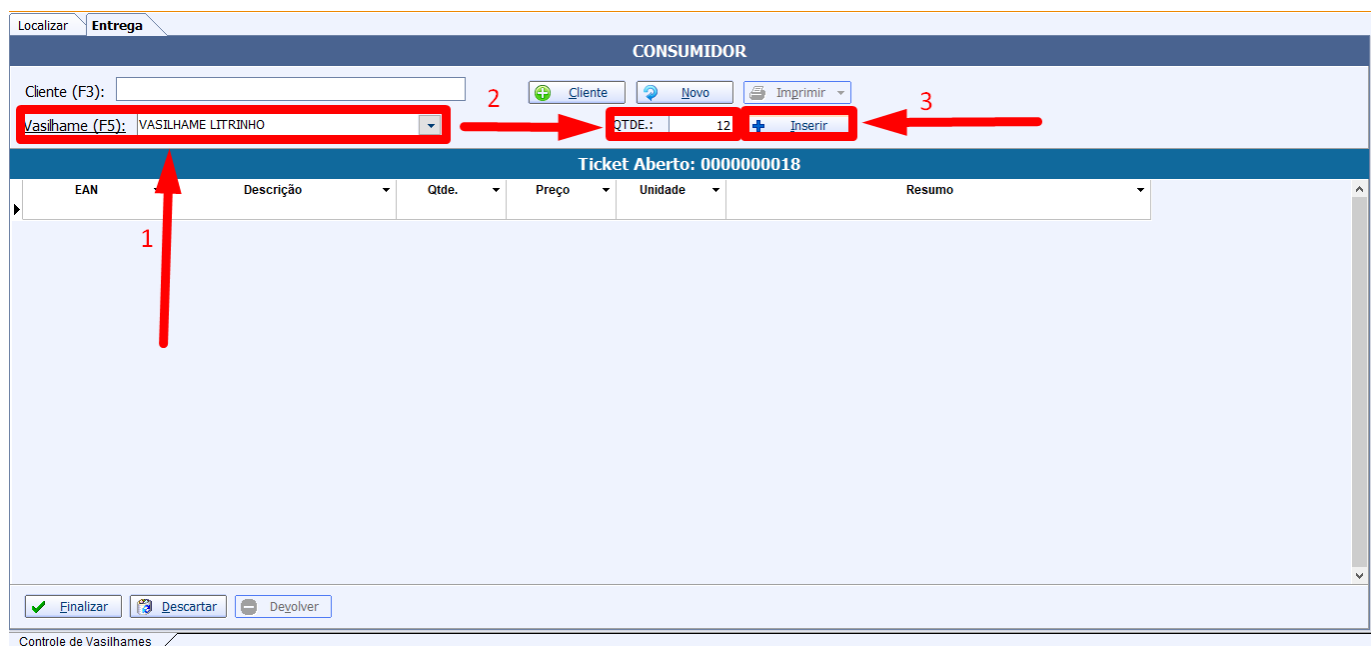 Localizar Entrega
CONSUMIDOR
Cliente (F3): 2 Cliente Novo Imprimir 3
Vasilhame (F5): VASILHAME LITRINHO QTDE.: 12 Inserir
Ticket Aberto: 0000000018
EAN Descrição Qtde. Preço Unidade Resumo
1
Finalizar Descartar Devolver
Controle de Vasilhames